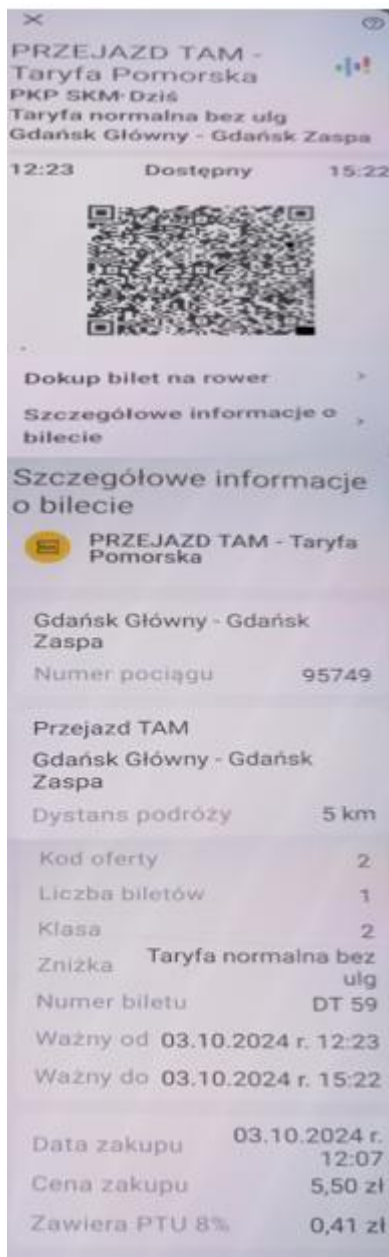 PRZEJAZD TAM -
Taryfa Pomorska
PKP SKM· Dziś
Taryfa normalna bez ulg
Gdańsk Główny - Gdańsk Zaspa
12:23 Dostępny 15:22
Dokup bilet na rower
Szczegółowe informacje o
bilecie
Szczegółowe informacje
o bilecie
PRZEJAZD TAM - Taryfa
Pomorska
Gdańsk Główny - Gdańsk
Zaspa
Numer pociągu 95749
Przejazd TAM
Gdańsk Główny - Gdańsk
Zaspa
Dystans podróży 5 km
Kod oferty 2
Liczba biletów 1
Klasa 2
Zniżka Taryfa normalna bez
ulg
Numer biletu DT 59
Ważny od 03.10.2024 r. 12:23
Ważny do 03.10.2024 r. 15:22
Data zakupu 03.10.2024 r.
12:07
Cena zakupu 5,50 zł
Zawiera PTU 8% 0,41 zł